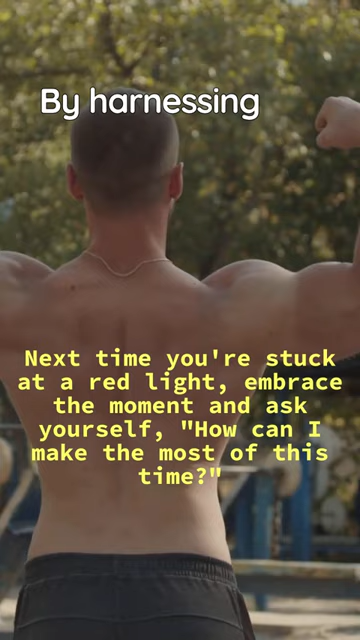 By harnessing
Next time you're stuck
at a red light, embrace
the moment and ask
yourself, "How can I
make the most of this
time?"